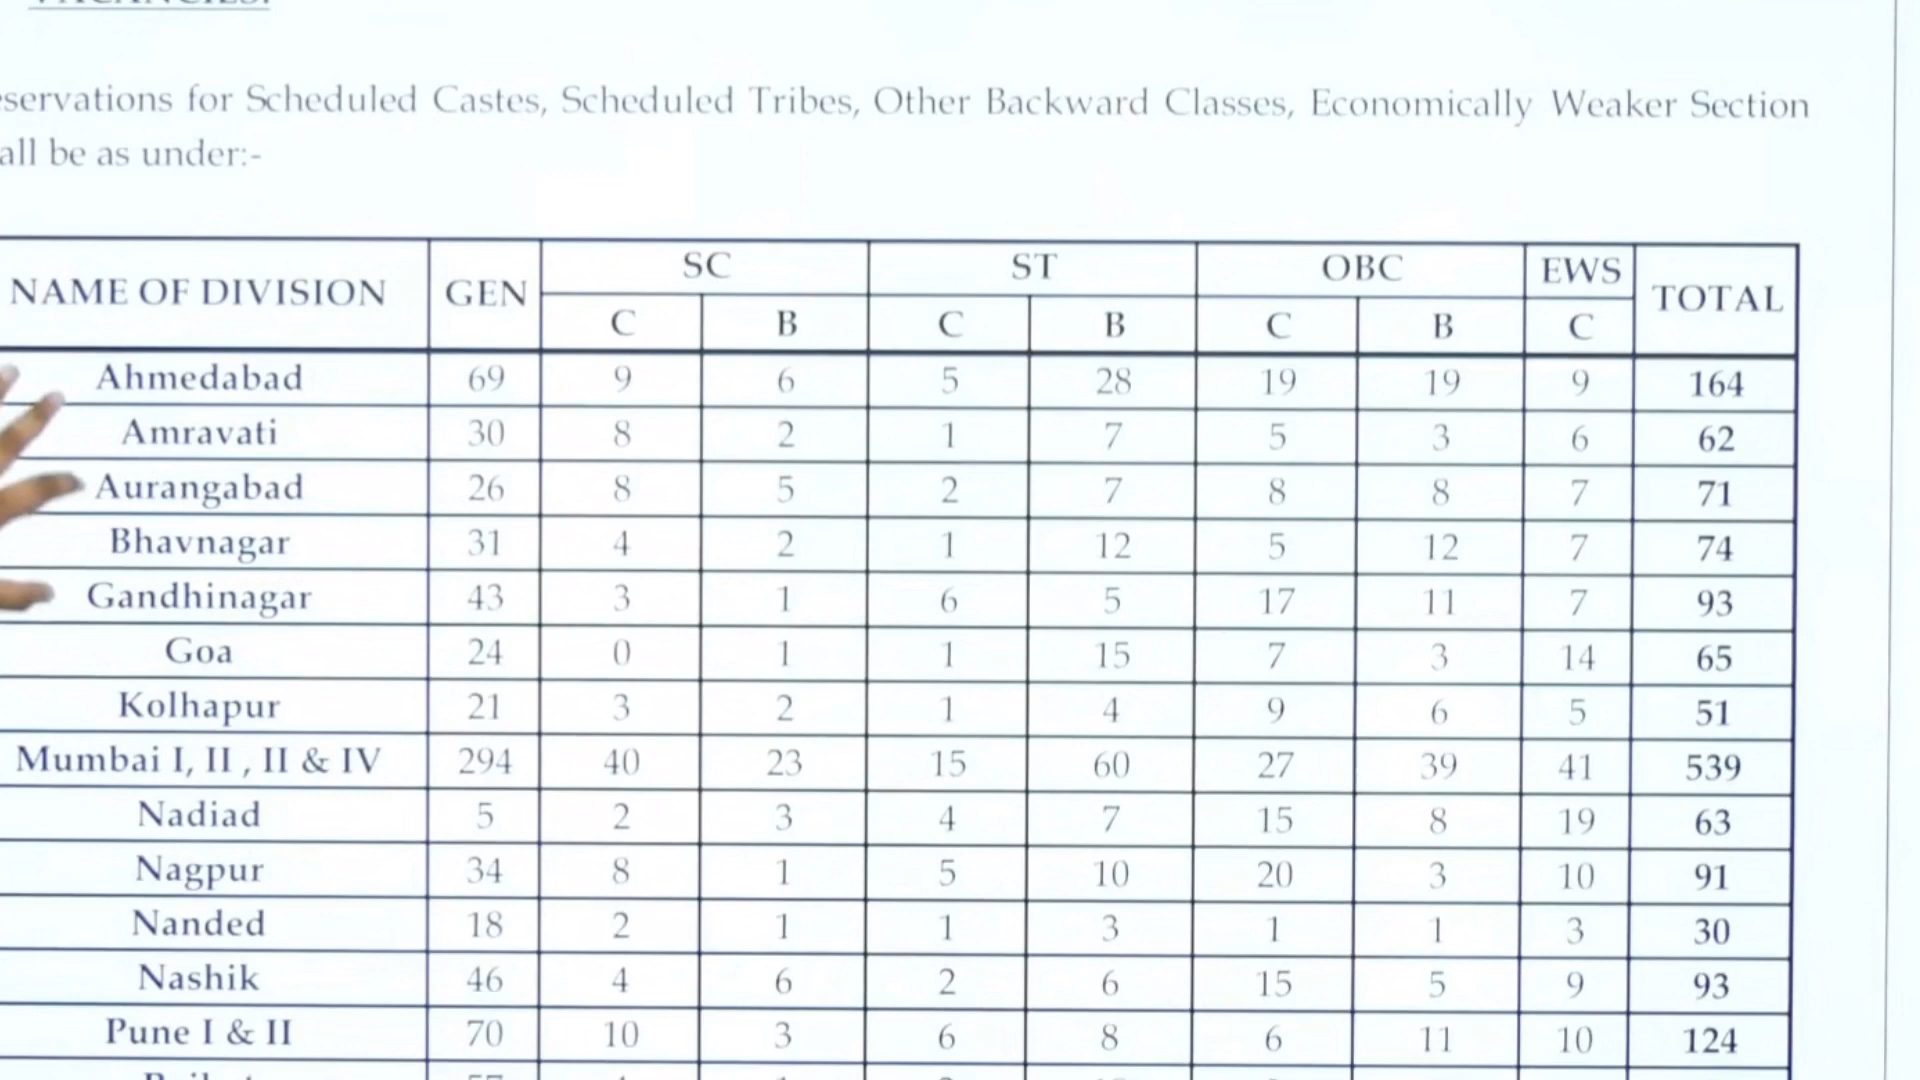 VACANCIES:
servations for Scheduled Castes, Scheduled Tribes, Other Backward Classes, Economically Weaker Section
all be as under:-
NAME OF DIVISION GEN SC ST OBC EWS TOTAL
C B C B C B C
Ahmedabad 69 9 6 5 28 19 19 9 164
Amravati 30 8 2 1 7 5 3 6 62
Aurangabad 26 8 5 2 7 8 8 7 71
Bhavnagar 31 4 2 1 12 5 12 7 74
Gandhinagar 43 3 1 6 5 17 11 7 93
Goa 24 0 1 1 15 7 3 14 65
Kolhapur 21 3 2 1 4 9 6 5 51
Mumbai I, II , II & IV 294 40 23 15 60 27 39 41 539
Nadiad 5 2 3 4 7 15 8 19 63
Nagpur 34 8 1 5 10 20 3 10 91
Nanded 18 2 1 1 3 1 1 3 30
Nashik 46 4 6 2 6 15 5 9 93
Pune I & II 70 10 3 6 8 6 11 10 124